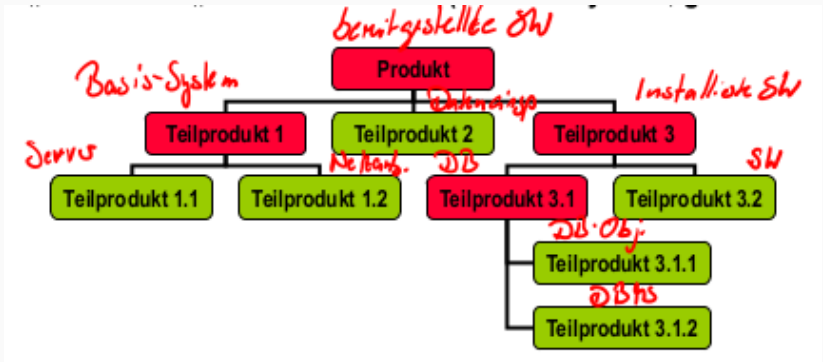 bereitgestellte SW
Produkt
Basis-System
Installierte SW
Teilprodukt 1
Teilprodukt 2
Teilprodukt 3
Server
Netzanb.
DB
SW
Teilprodukt 1.1
Teilprodukt 1.2
Teilprodukt 3.1
Teilprodukt 3.2
DB-Obj.
Teilprodukt 3.1.1
DBMS
Teilprodukt 3.1.2